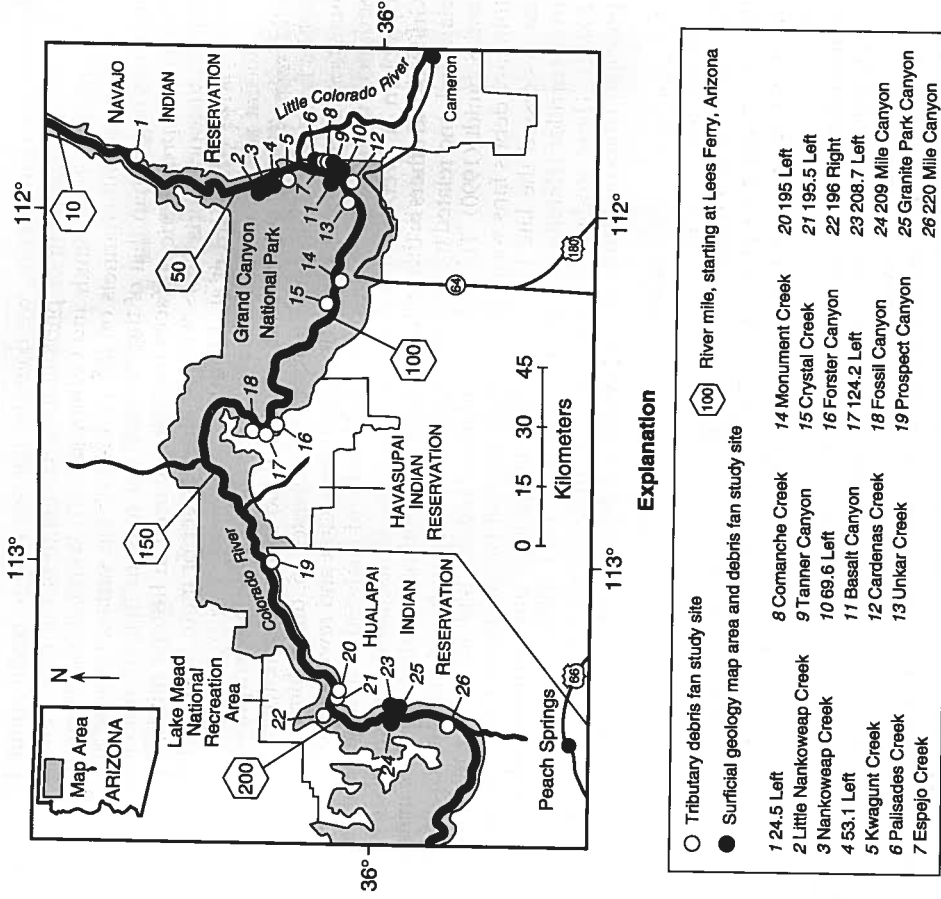 112°
113°
N
Map Area
ARIZONA
10
NAVAJO
INDIAN
RESERVATION
1
2
3
4
5
6
7
8
9
10
11
12
13
14
15
16
17
18
19
20
21
22
23
24
25
26
50
100
150
200
Grand Canyon
National Park
Little Colorado River
Cameron
36°
36°
64
180
66
Colorado River
Lake Mead
National
Recreation
Area
HUALAPAI
INDIAN
RESERVATION
HAVASUPAI
INDIAN
RESERVATION
Peach Springs
0 15 30 45
Kilometers
113°
112°
Explanation
Tributary debris fan study site
100 River mile, starting at Lees Ferry, Arizona
Surficial geology map area and debris fan study site
1 24.5 Left
2 Little Nankoweap Creek
3 Nankoweap Creek
4 53.1 Left
5 Kwagunt Creek
6 Palisades Creek
7 Espejo Creek
8 Comanche Creek
9 Tanner Canyon
10 69.6 Left
11 Basalt Canyon
12 Cardenas Creek
13 Unkar Creek
14 Monument Creek
15 Crystal Creek
16 Forster Canyon
17 124.2 Left
18 Fossil Canyon
19 Prospect Canyon
20 195 Left
21 195.5 Left
22 196 Right
23 208.7 Left
24 209 Mile Canyon
25 Granite Park Canyon
26 220 Mile Canyon